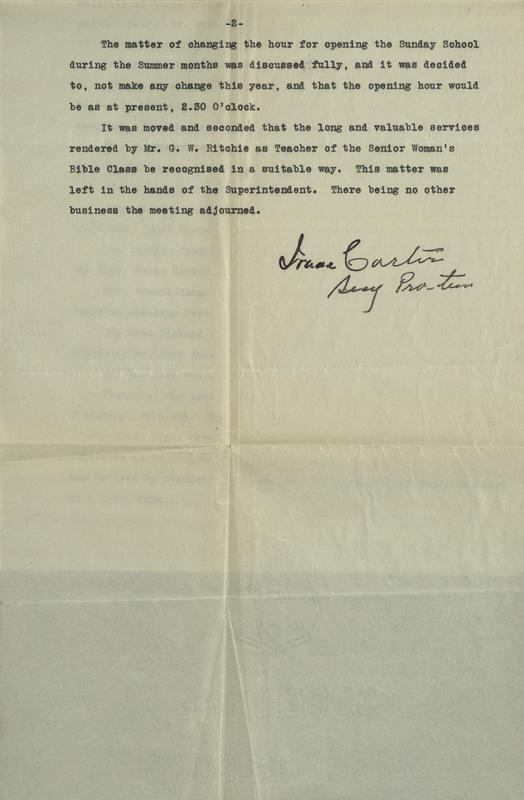 -2-
The matter of changing the hour for opening the Sunday School
during the Summer months was discussed fully, and it was decided
to, not make any change this year, and that the opening hour would
be as at present, 2.30 O'clock.
It was moved and seconded that the long and valuable services
rendered by Mr. G. W. Ritchie as Teacher of the Senior Woman's
Bible Class be recognised in a suitable way. This matter was
left in the hands of the Superintendent. There being no other
business the meeting adjourned.
Carter
Secy Pro-tem